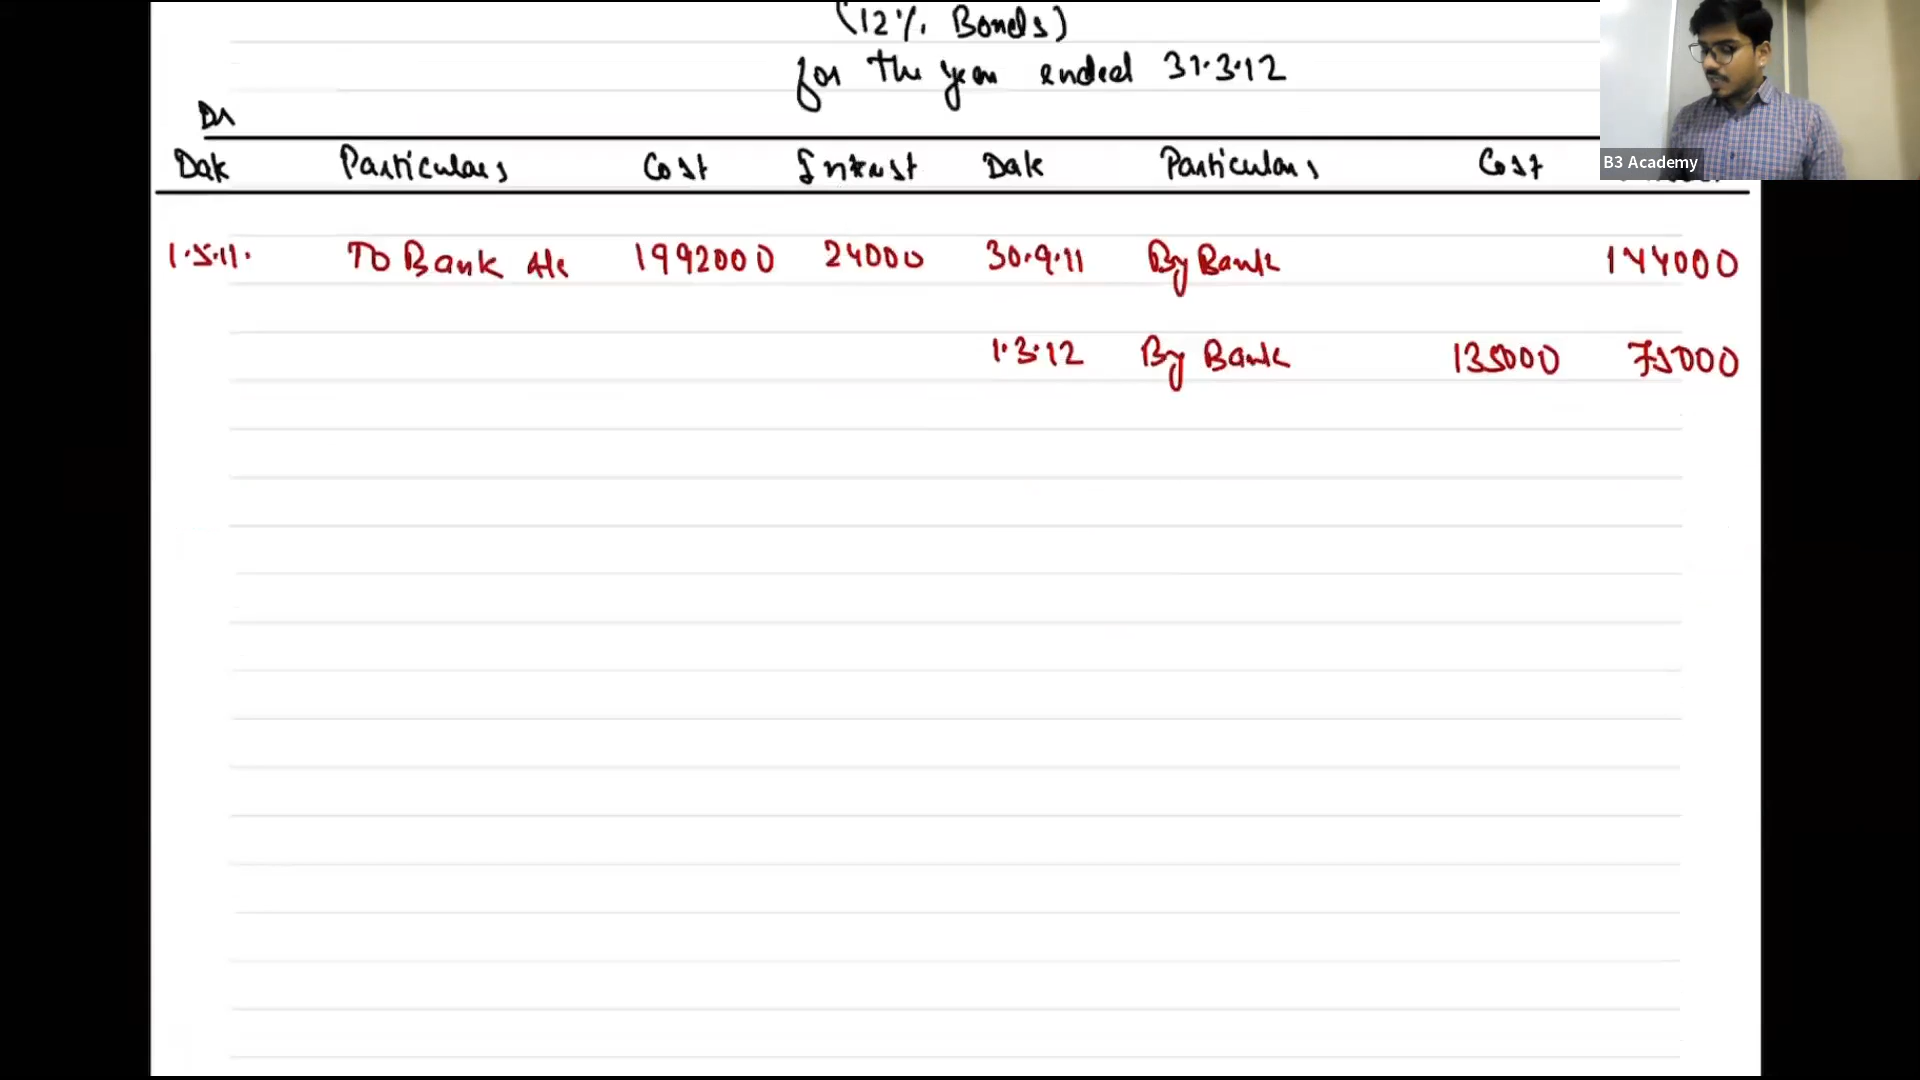 (12% Bonds)
for the year ended 31.3.12
Dr
Date Particulars Cost Interest Date Particulars Cost
1.5.11. To Bank A/c 1992000 24000 30.9.11 By Bank 144000
1.3.12 By Bank 135000 75000
B3 Academy